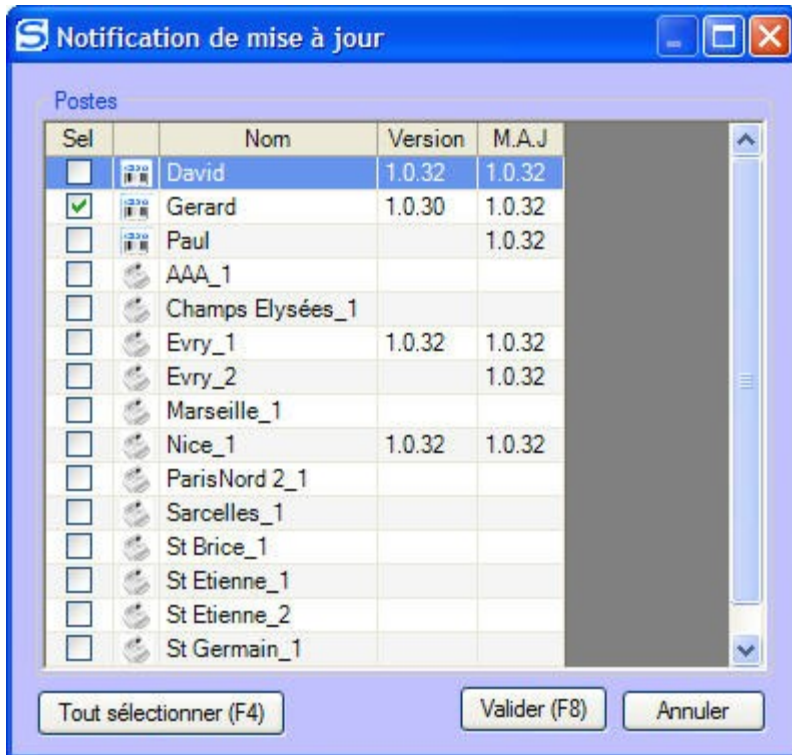 S Notification de mise à jour
Postes
Sel Nom Version M.A.J
David 1.0.32 1.0.32
Gerard 1.0.30 1.0.32
Paul 1.0.32
AAA_1
Champs Elysées_1
Evry_1 1.0.32 1.0.32
Evry_2 1.0.32
Marseille_1
Nice_1 1.0.32 1.0.32
ParisNord 2_1
Sarcelles_1
St Brice_1
St Etienne_1
St Etienne_2
St Germain_1
Tout sélectionner (F4) Valider (F8) Annuler